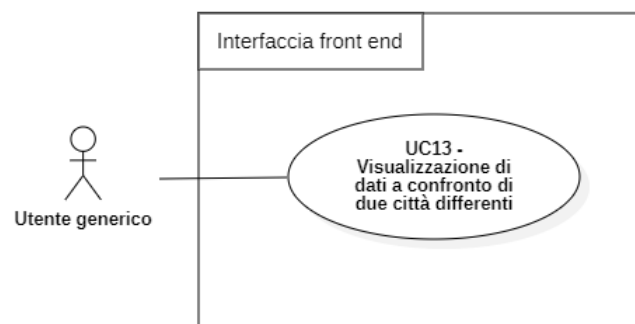 Interfaccia front end
UC13 -
Visualizzazione di
dati a confronto di
due città differenti
Utente generico